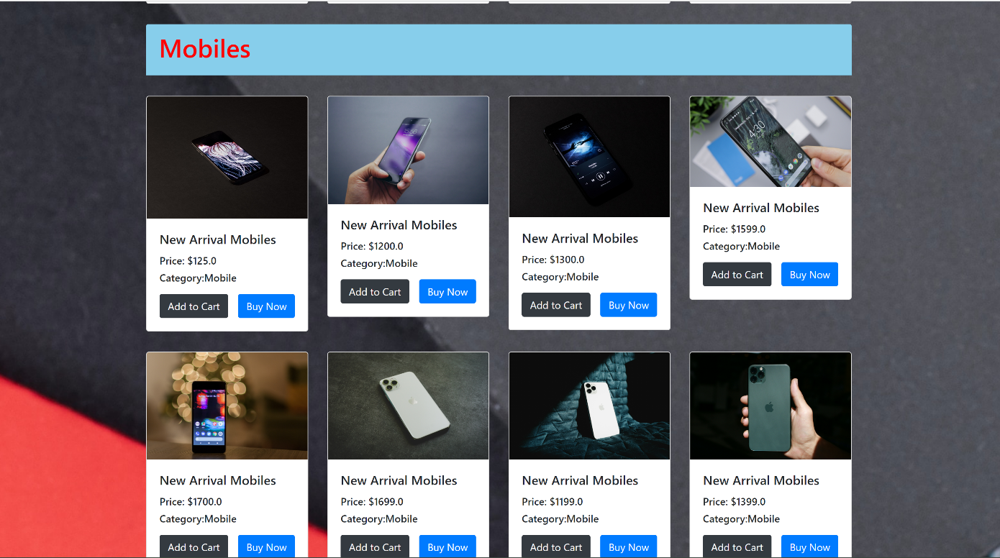 Mobiles
4:30
New Arrival Mobiles
Price: $125.0
Category:Mobile
Add to Cart Buy Now
New Arrival Mobiles
Price: $1200.0
Category:Mobile
Add to Cart Buy Now
New Arrival Mobiles
Price: $1300.0
Category:Mobile
Add to Cart Buy Now
New Arrival Mobiles
Price: $1599.0
Category:Mobile
Add to Cart Buy Now
New Arrival Mobiles
Price: $1700.0
Category:Mobile
Add to Cart Buy Now
New Arrival Mobiles
Price: $1699.0
Category:Mobile
Add to Cart Buy Now
New Arrival Mobiles
Price: $1199.0
Category:Mobile
Add to Cart Buy Now
New Arrival Mobiles
Price: $1399.0
Category:Mobile
Add to Cart Buy Now